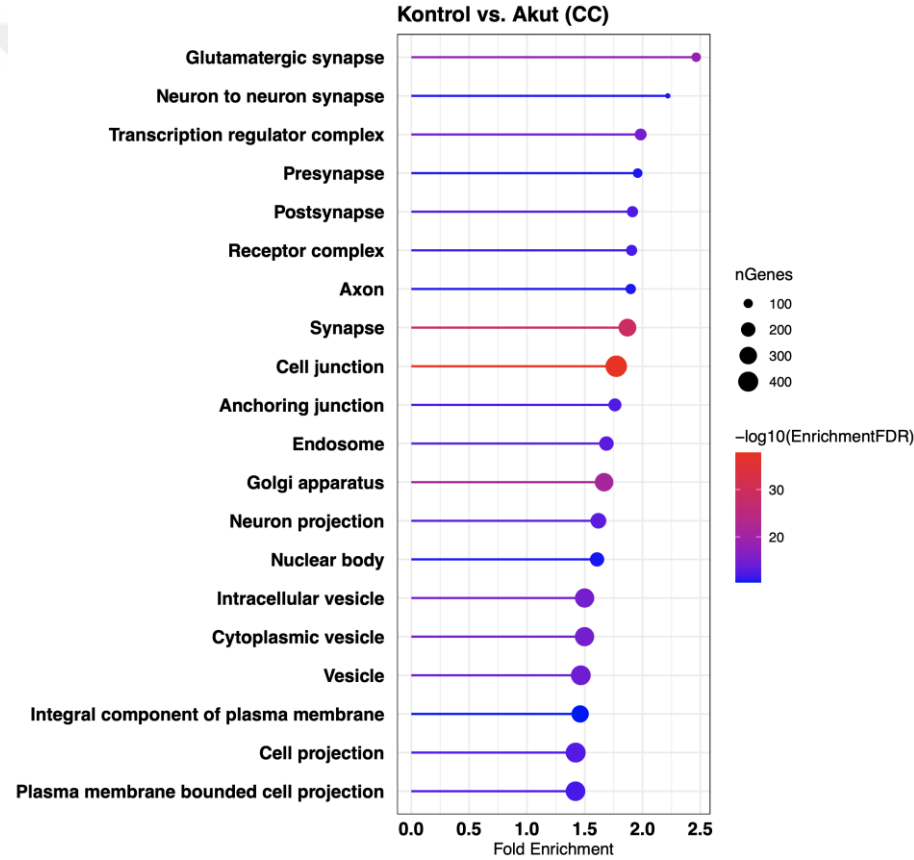 Kontrol vs. Akut (CC)
Glutamatergic synapse
Neuron to neuron synapse
Transcription regulator complex
Presynapse
Postsynapse
Receptor complex
Axon
Synapse
Cell junction
Anchoring junction
Endosome
Golgi apparatus
Neuron projection
Nuclear body
Intracellular vesicle
Cytoplasmic vesicle
Vesicle
Integral component of plasma membrane
Cell projection
Plasma membrane bounded cell projection
0.0 0.5 1.0 1.5 2.0 2.5
Fold Enrichment
nGenes
100
200
300
400
−log10(EnrichmentFDR)
30
20